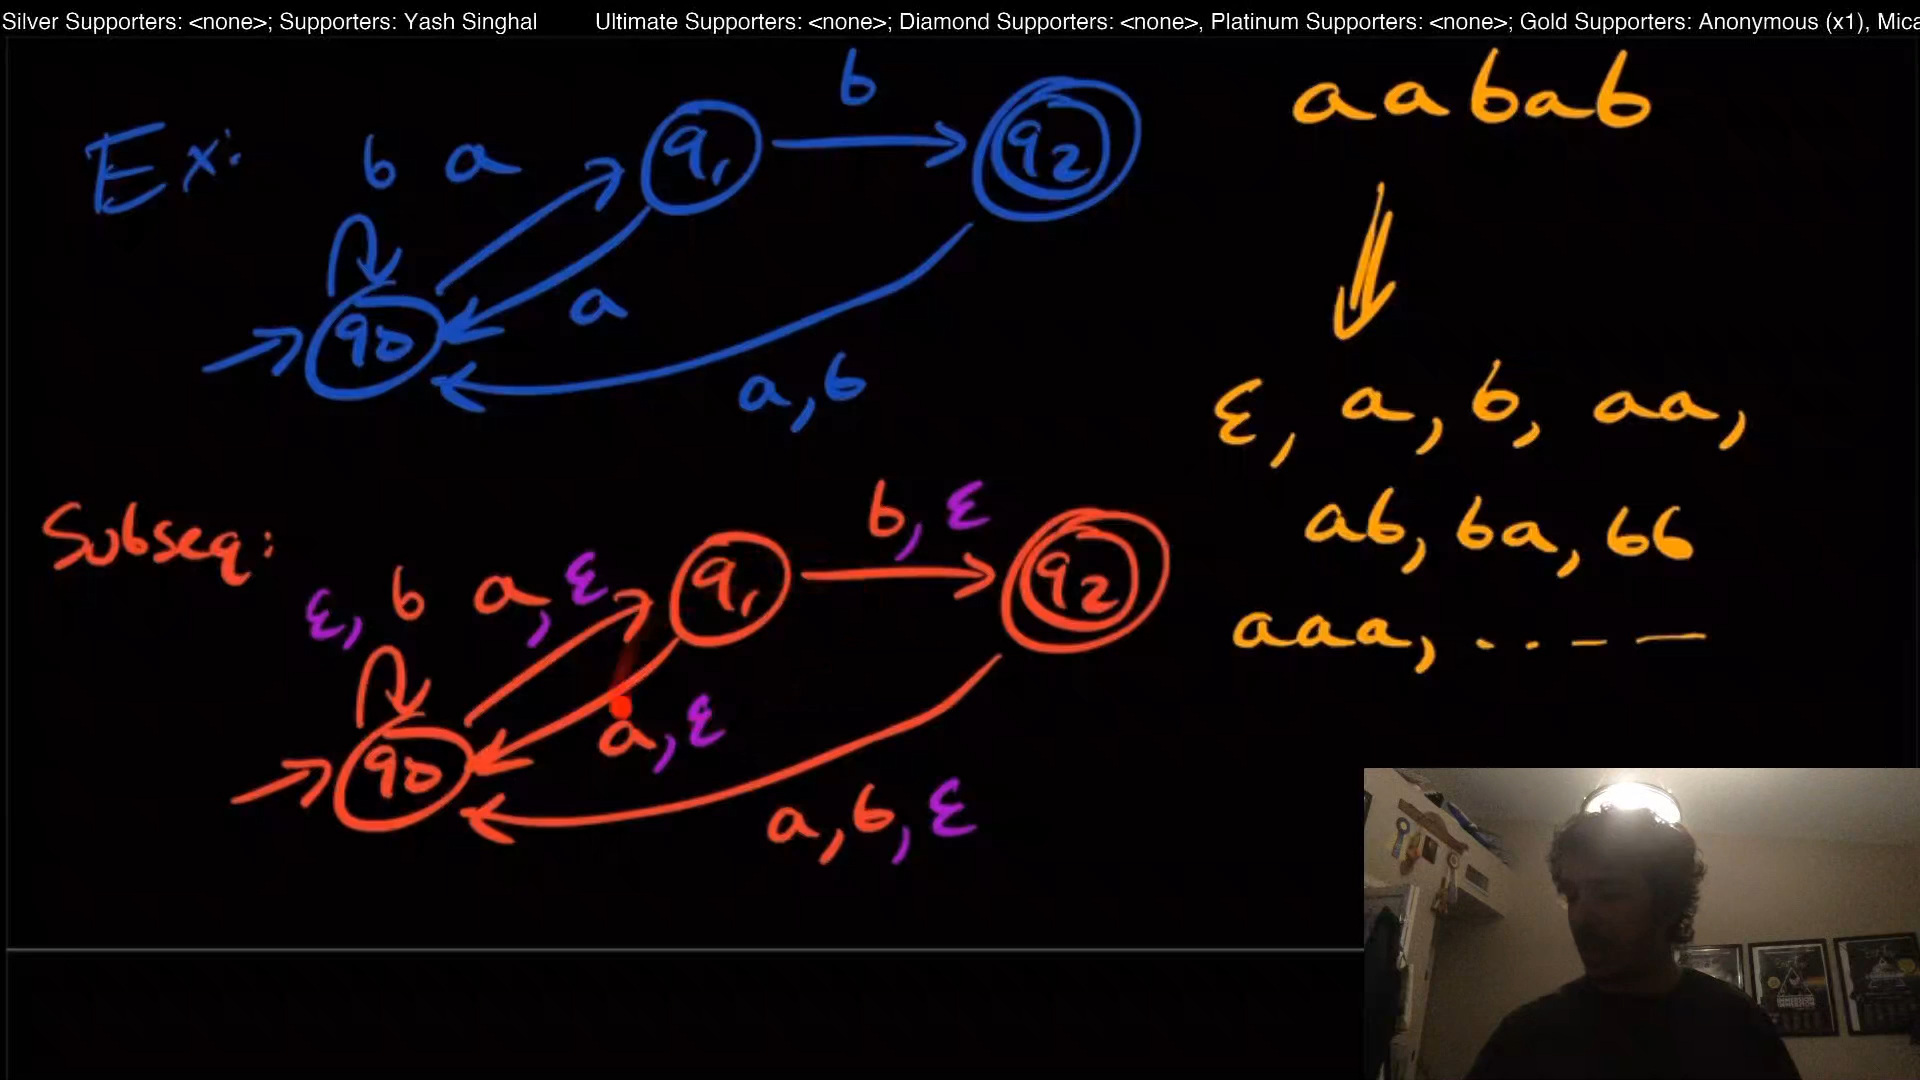 Silver Supporters: <none>; Supporters: Yash Singhal Ultimate Supporters: <none>; Diamond Supporters: <none>, Platinum Supporters: <none>; Gold Supporters: Anonymous (x1), Mica
Ex:
b a
q1
b
q2
a
q0
a,b
aabab
ε, a, b, aa,
ab, ba, bb
aaa, . . – —
Subseq:
ε, b a, ε
q1
b, ε
q2
a, ε
q0
a, b, ε